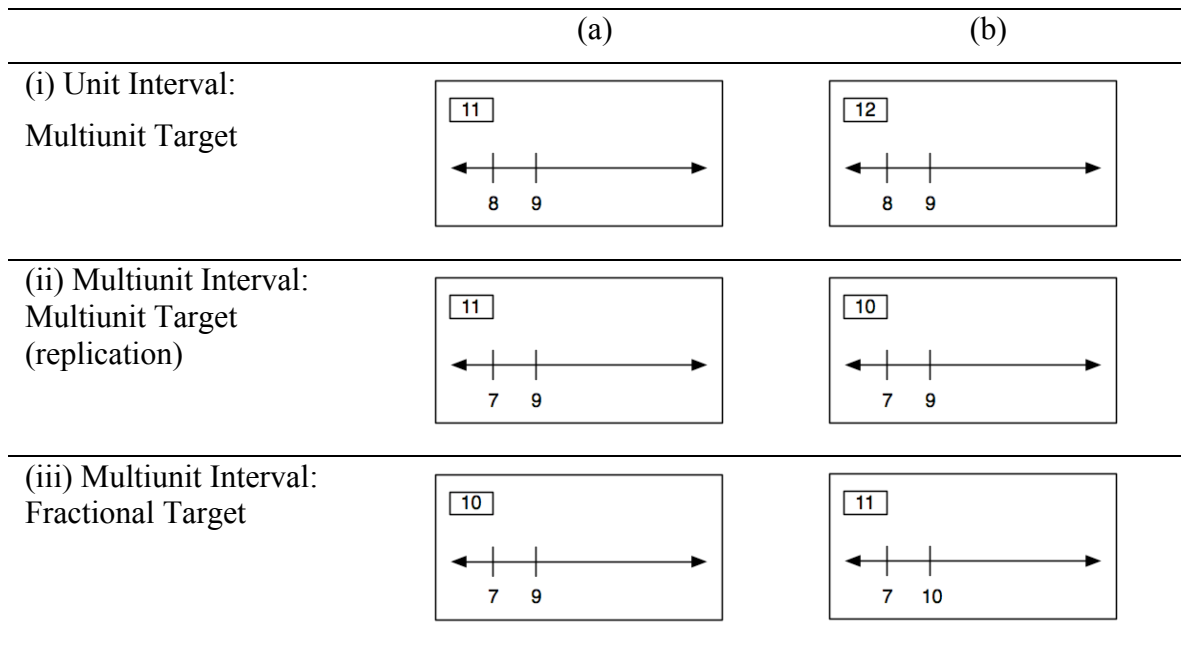 (a) (b)
(i) Unit Interval:
Multiunit Target
11
8 9
12
8 9
(ii) Multiunit Interval:
Multiunit Target
(replication)
11
7 9
10
7 9
(iii) Multiunit Interval:
Fractional Target
10
7 9
11
7 10